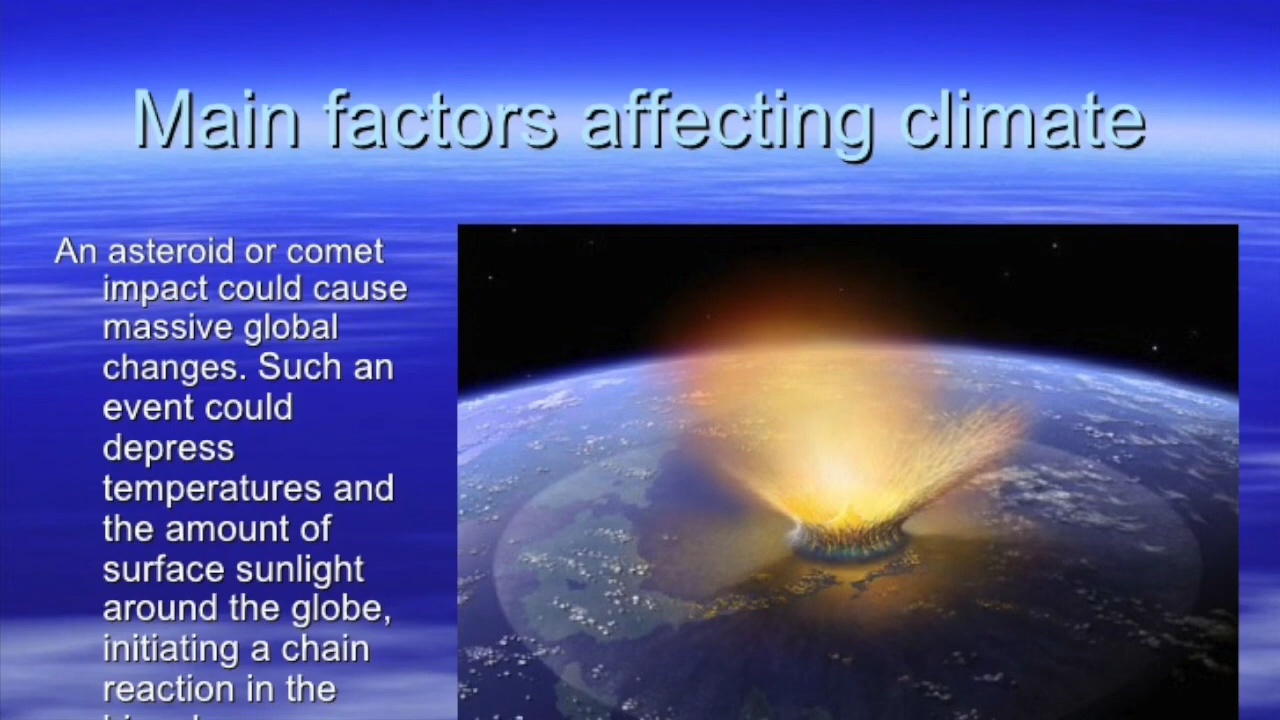 Main factors affecting climate
An asteroid or comet
impact could cause
massive global
changes. Such an
event could
depress
temperatures and
the amount of
surface sunlight
around the globe,
initiating a chain
reaction in the